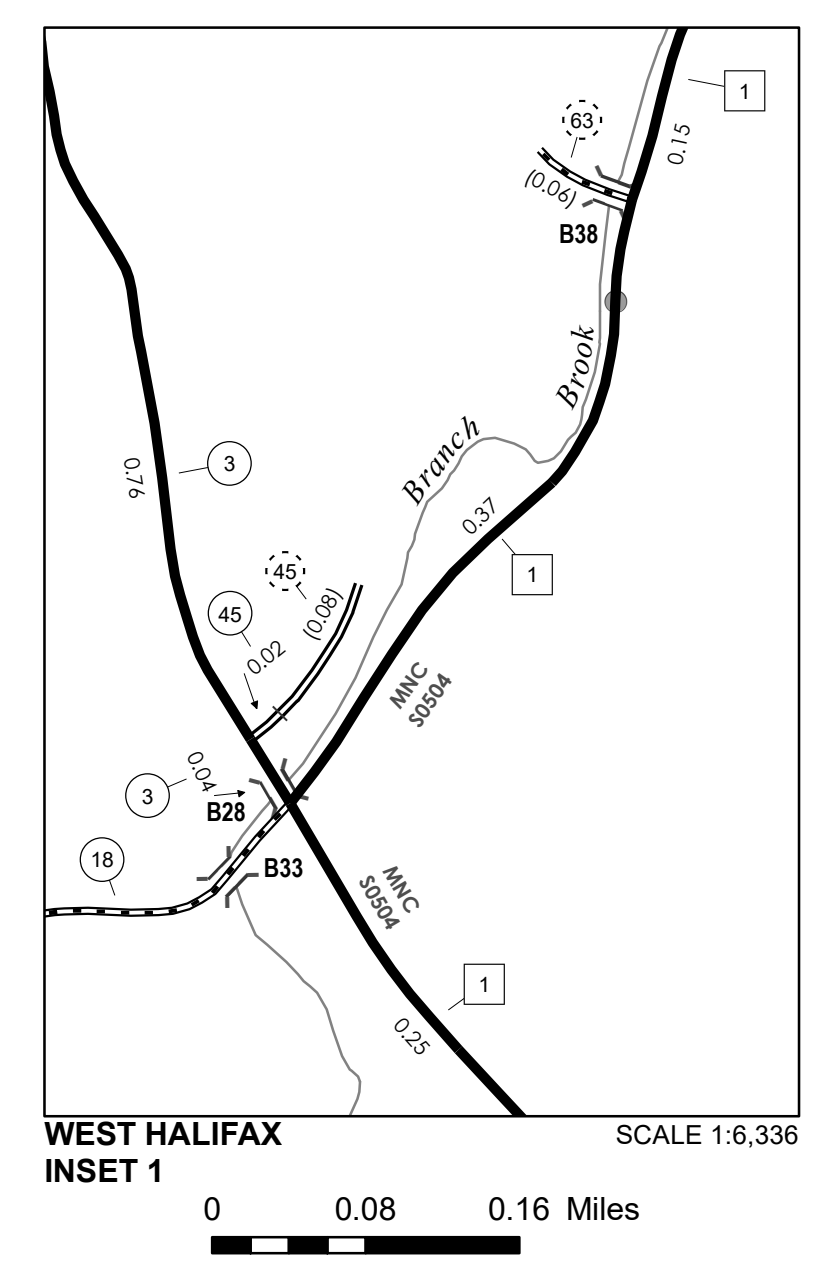 1
63
0.15
(0.06)
B38
Brook
Branch
3
0.76
0.37
1
45
45
(0.08)
0.02
MNC
S0504
0.04
3
B28
18
B33
MNC
S0504
1
0.25
WEST HALIFAX
INSET 1
SCALE 1:6,336
0 0.08 0.16 Miles